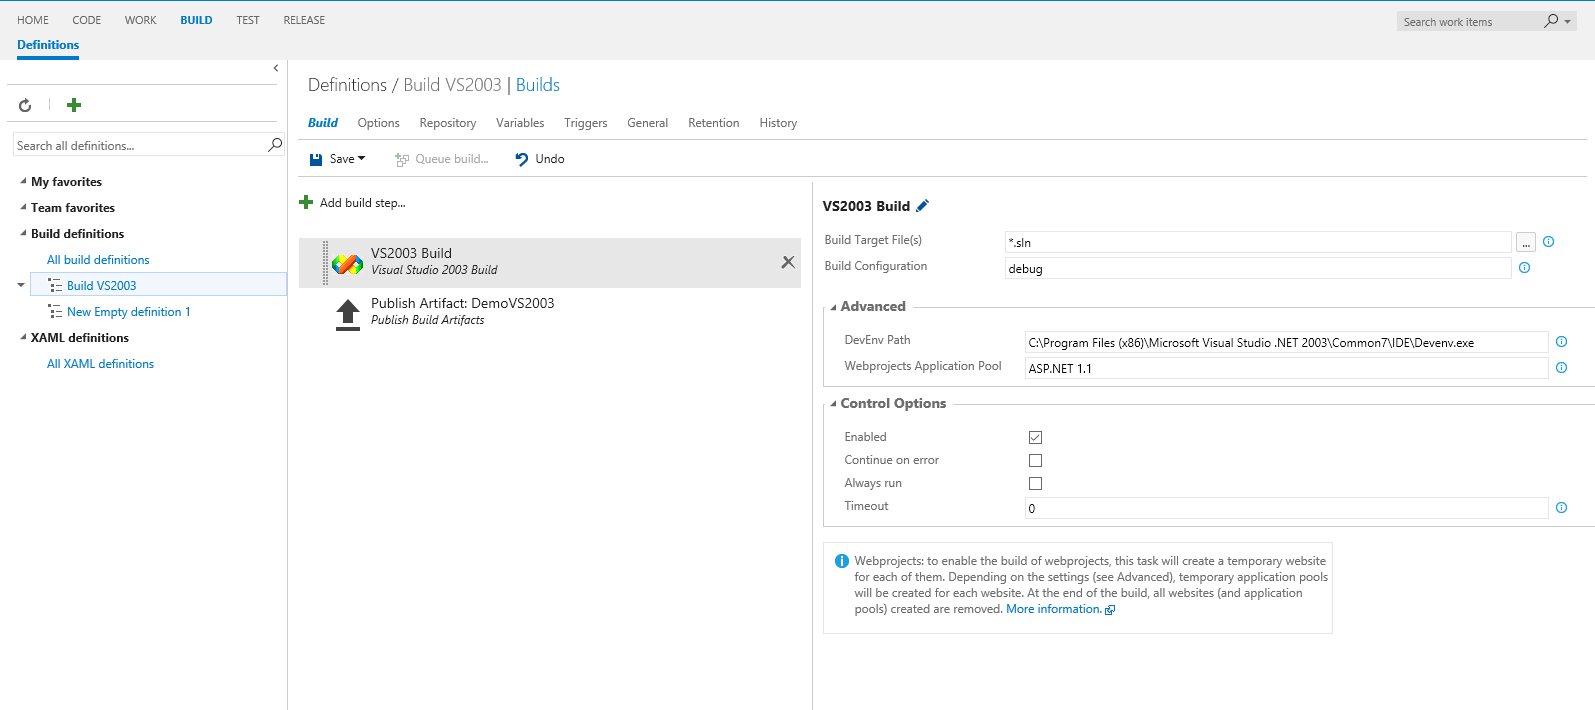 HOME CODE WORK BUILD TEST RELEASE
Search work items
Definitions
Definitions / Build VS2003 | Builds
Build Options Repository Variables Triggers General Retention History
Search all definitions...
Save Queue build... Undo
My favorites
Team favorites
Build definitions
All build definitions
Build VS2003
New Empty definition 1
XAML definitions
All XAML definitions
Add build step...
VS2003 Build
Visual Studio 2003 Build
Publish Artifact: DemoVS2003
Publish Build Artifacts
VS2003 Build
Build Target File(s) *.sln ...
Build Configuration debug
Advanced
DevEnv Path C:\Program Files (x86)\Microsoft Visual Studio .NET 2003\Common7\IDE\Devenv.exe
Webprojects Application Pool ASP.NET 1.1
Control Options
Enabled
Continue on error
Always run
Timeout 0
Webprojects: to enable the build of webprojects, this task will create a temporary website
for each of them. Depending on the settings (see Advanced), temporary application pools
will be created for each website. At the end of the build, all websites (and application
pools) created are removed. More information.